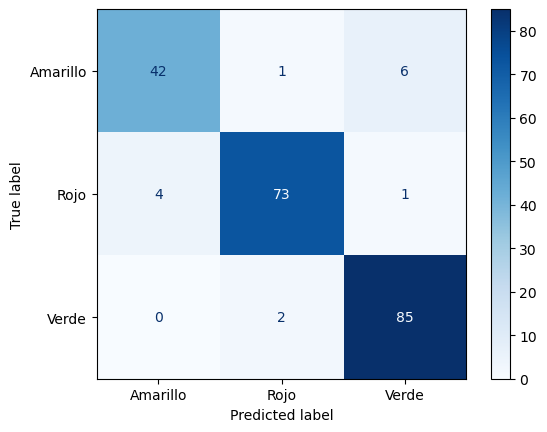 Amarillo 42 1 6
Rojo 4 73 1
Verde 0 2 85
Amarillo Rojo Verde
Predicted label
True label
80
70
60
50
40
30
20
10
0